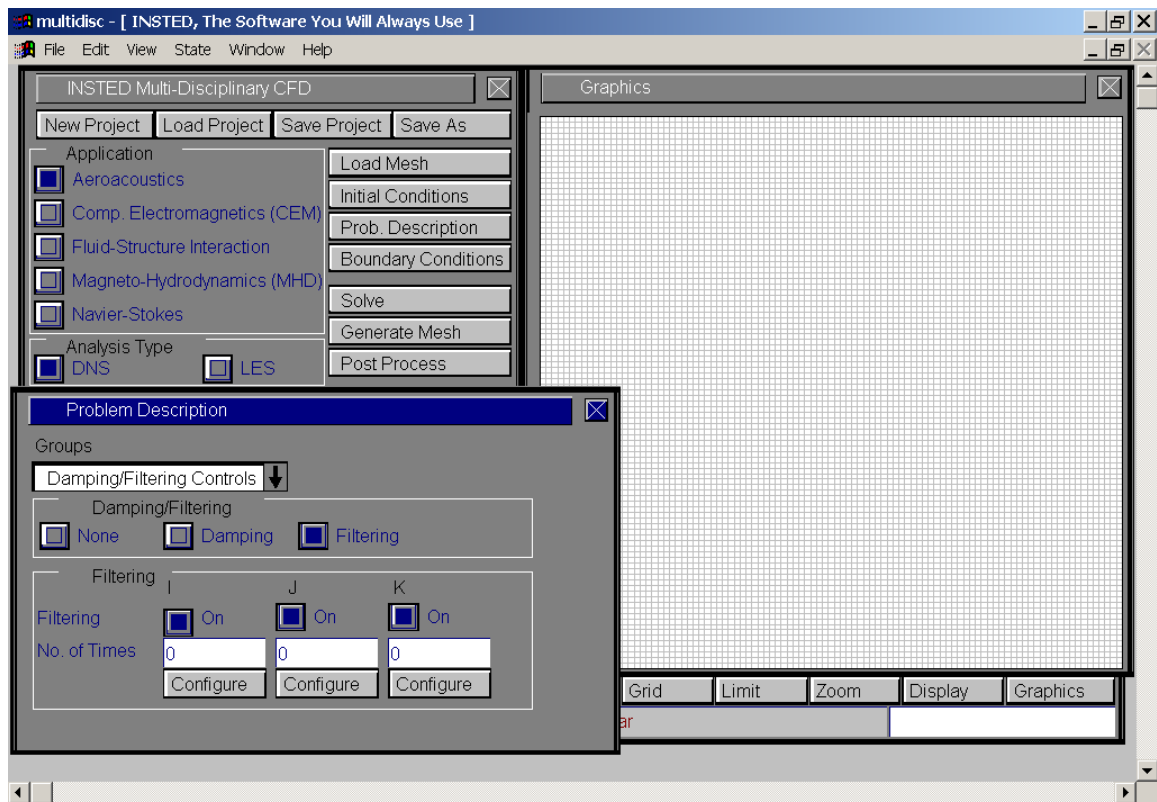 multidisc - [ INSTED, The Software You Will Always Use ]
File Edit View State Window Help
INSTED Multi-Disciplinary CFD
New Project Load Project Save Project Save As
Application
Aeroacoustics
Comp. Electromagnetics (CEM)
Fluid-Structure Interaction
Magneto-Hydrodynamics (MHD)
Navier-Stokes
Analysis Type
DNS LES
Load Mesh
Initial Conditions
Prob. Description
Boundary Conditions
Solve
Generate Mesh
Post Process
Graphics
Problem Description
Groups
Damping/Filtering Controls
Damping/Filtering
None Damping Filtering
Filtering
I J K
Filtering On On On
No. of Times 0 0 0
Configure Configure Configure
Grid Limit Zoom Display Graphics
ar